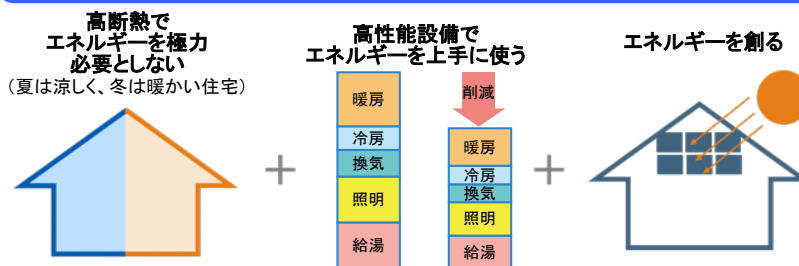 高断熱で
エネルギーを極力
必要としない
(夏は涼しく、冬は暖かい住宅)
高性能設備で
エネルギーを上手に使う
暖房
冷房
換気
照明
給湯
削減
暖房
冷房
換気
照明
給湯
エネルギーを創る